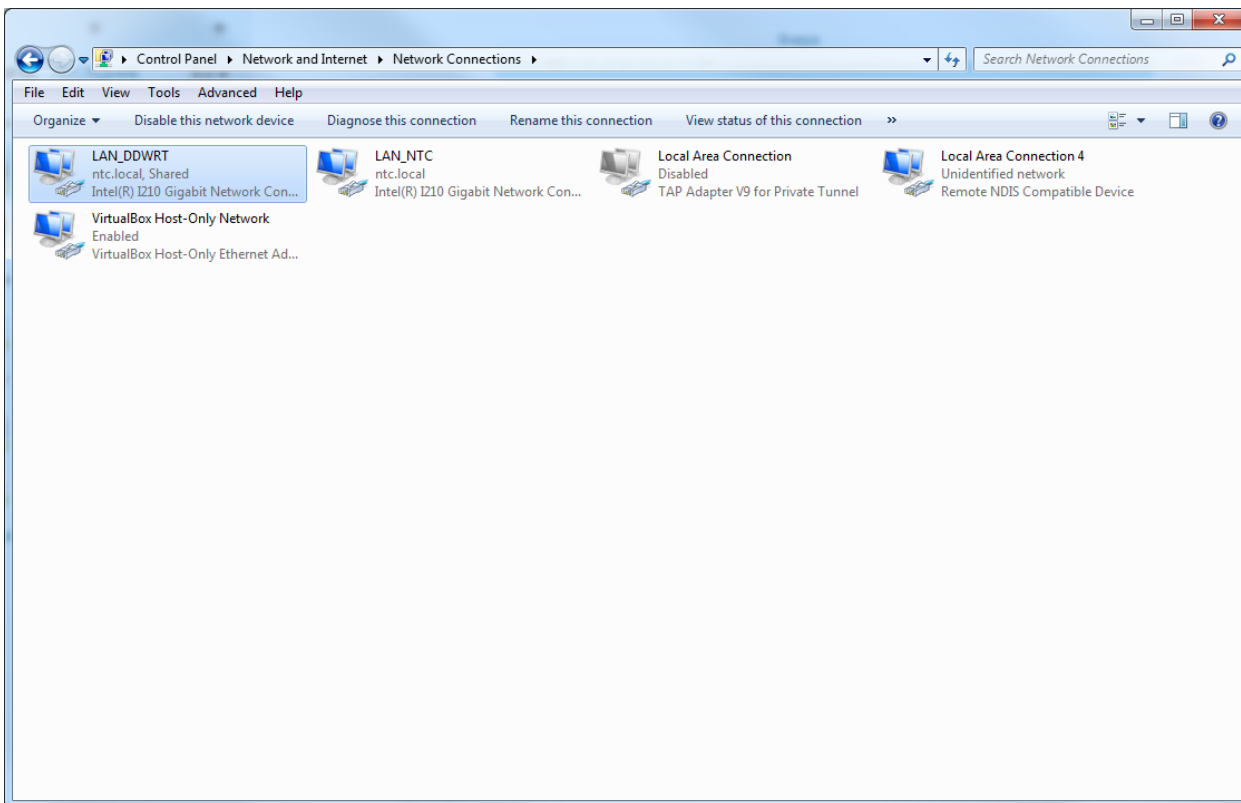 Control Panel Network and Internet Network Connections
Search Network Connections
File Edit View Tools Advanced Help
Organize Disable this network device Diagnose this connection Rename this connection View status of this connection »
LAN_DDWRT
ntc.local, Shared
Intel(R) I210 Gigabit Network Con...
LAN_NTC
ntc.local
Intel(R) I210 Gigabit Network Con...
Local Area Connection
Disabled
TAP Adapter V9 for Private Tunnel
Local Area Connection 4
Unidentified network
Remote NDIS Compatible Device
VirtualBox Host-Only Network
Enabled
VirtualBox Host-Only Ethernet Ad...